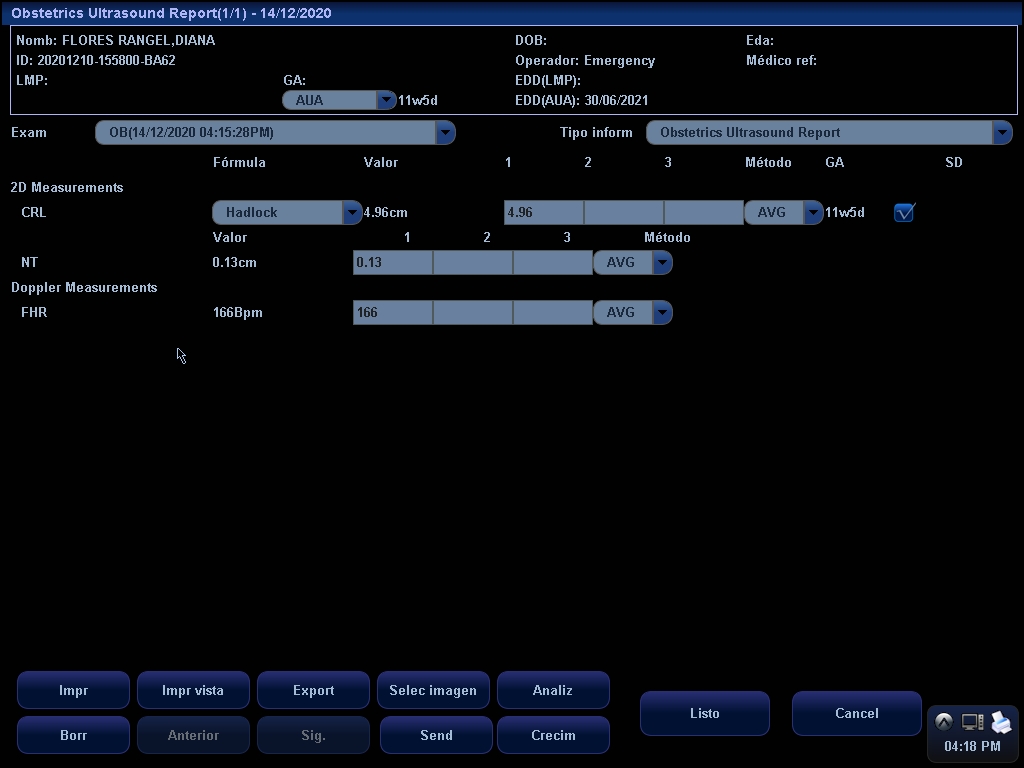 Obstetrics Ultrasound Report(1/1) - 14/12/2020
Nomb: FLORES RANGEL,DIANA DOB: Eda:
ID: 20201210-155800-BA62 Operador: Emergency Médico ref:
LMP: GA: EDD(LMP):
AUA 11w5d EDD(AUA): 30/06/2021
Exam OB(14/12/2020 04:15:28PM) Tipo inform Obstetrics Ultrasound Report
Fórmula Valor 1 2 3 Método GA SD
2D Measurements
CRL Hadlock 4.96cm 4.96 AVG 11w5d
Valor 1 2 3 Método
NT 0.13cm 0.13 AVG
Doppler Measurements
FHR 166Bpm 166 AVG
Impr Impr vista Export Selec imagen Analiz
Listo Cancel
Borr Anterior Sig. Send Crecim
04:18 PM